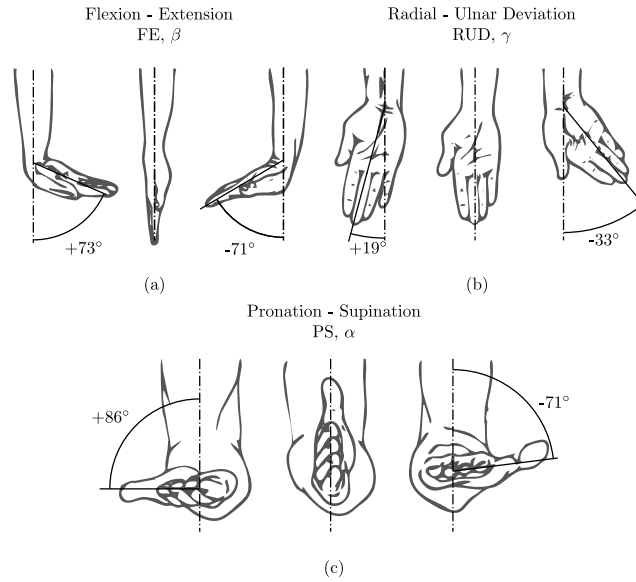 Flexion - Extension
FE, β
Radial - Ulnar Deviation
RUD, γ
+73°
-71°
+19°
-33°
(a)
(b)
Pronation - Supination
PS, α
+86°
-71°
(c)